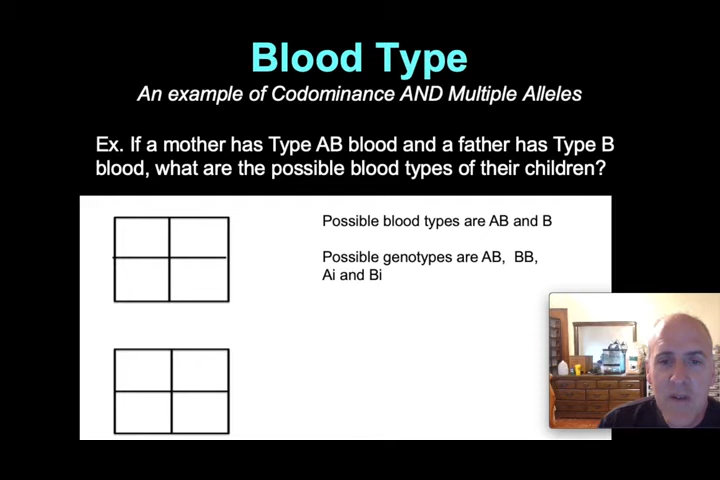 Blood Type
An example of Codominance AND Multiple Alleles
Ex. If a mother has Type AB blood and a father has Type B
blood, what are the possible blood types of their children?
Possible blood types are AB and B
Possible genotypes are AB, BB,
Ai and Bi